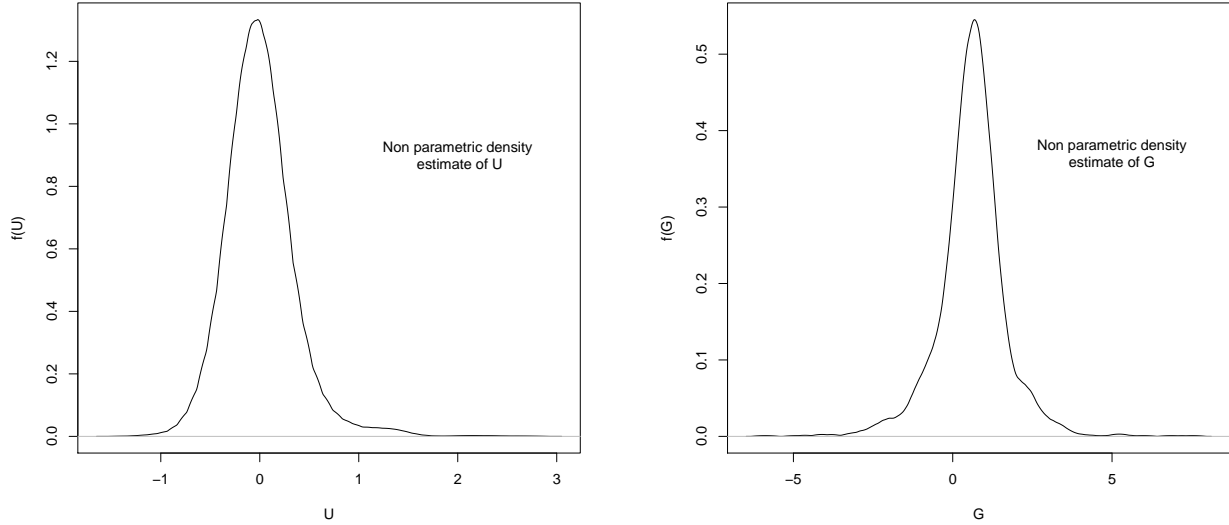 f(U)
1.2
1.0
0.8
0.6
0.4
0.2
0.0
Non parametric density
estimate of U
−1
0
1
2
3
U
f(G)
0.5
0.4
0.3
0.2
0.1
0.0
Non parametric density
estimate of G
−5
0
5
G